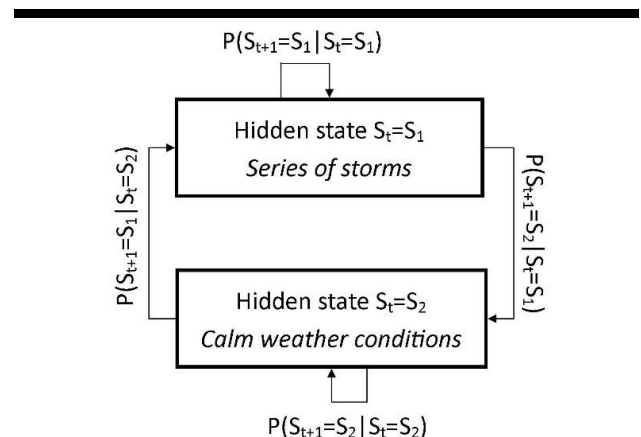 P(Sₜ₊₁=S₁|Sₜ=S₁)
Hidden state Sₜ=S₁
Series of storms
P(Sₜ₊₁=S₁|Sₜ=S₂)
P(Sₜ₊₁=S₂|Sₜ=S₁)
Hidden state Sₜ=S₂
Calm weather conditions
P(Sₜ₊₁=S₂|Sₜ=S₂)